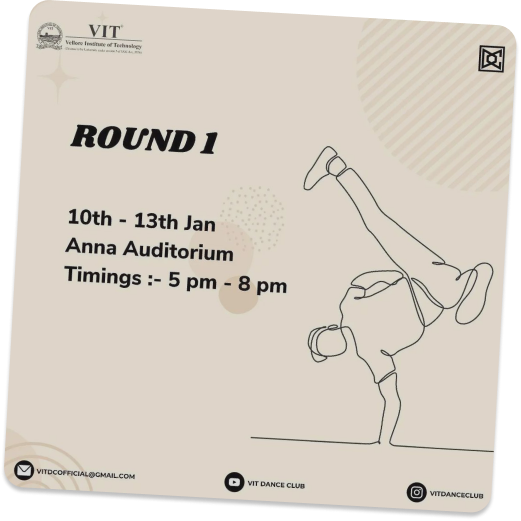 VIT
Vellore Institute of Technology
ROUND 1
10th - 13th Jan
Anna Auditorium
Timings :- 5 pm - 8 pm
VITDCOFFICIAL@GMAIL.COM
VIT DANCE CLUB
VITDANCECLUB